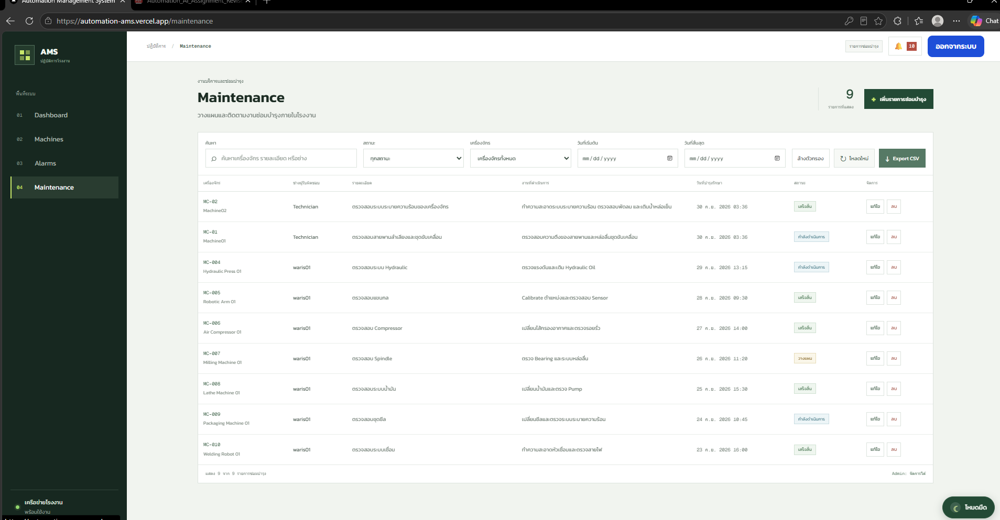 Automation Management System
Automation_AI_Assignment_Revis
https://automation-ams.vercel.app/maintenance
Chat
AMS
ปฏิบัติการโรงงาน
ปฏิบัติการ / Maintenance
รายการซ่อมบำรุง
10
ออกจากระบบ
พื้นที่ระบบ
01 Dashboard
02 Machines
03 Alarms
04 Maintenance
งานบริการและซ่อมบำรุง
Maintenance
วางแผนและติดตามงานซ่อมบำรุงภายในโรงงาน
9
รายการที่แสดง
+ เพิ่มรายการซ่อมบำรุง
ค้นหา สถานะ เครื่องจักร วันที่เริ่มต้น วันที่สิ้นสุด
ค้นหาเครื่องจักร รายละเอียด หรือช่าง ทุกสถานะ เครื่องจักรทั้งหมด mm/dd/yyyy mm/dd/yyyy ล้างตัวกรอง โหลดใหม่ Export CSV
เครื่องจักร ช่างผู้รับผิดชอบ รายละเอียด งานที่ดำเนินการ วันที่บำรุงรักษา สถานะ จัดการ
MC-02
Machine02
Technician ตรวจสอบระบบระบายความร้อนของเครื่องจักร ทำความสะอาดระบบระบายความร้อน ตรวจสอบพัดลม และเติมน้ำหล่อเย็น 30 ก.ย. 2026 03:36 เสร็จสิ้น แก้ไข ลบ
MC-01
Machine01
Technician ตรวจสอบสายพานลำเลียงและชุดขับเคลื่อน ตรวจสอบความตึงของสายพานและหล่อลื่นชุดขับเคลื่อน 30 ก.ย. 2026 03:36 กำลังดำเนินการ แก้ไข ลบ
MC-004
Hydraulic Press 01
waris01 ตรวจสอบระบบ Hydraulic ตรวจแรงดันและเติม Hydraulic Oil 29 ก.ย. 2026 13:15 กำลังดำเนินการ แก้ไข ลบ
MC-005
Robotic Arm 01
waris01 ตรวจสอบแขนกล Calibrate ตำแหน่งและตรวจสอบ Sensor 28 ก.ย. 2026 09:30 เสร็จสิ้น แก้ไข ลบ
MC-006
Air Compressor 01
waris01 ตรวจสอบ Compressor เปลี่ยนไส้กรองอากาศและตรวจรอยรั่ว 27 ก.ย. 2026 14:00 เสร็จสิ้น แก้ไข ลบ
MC-007
Milling Machine 01
waris01 ตรวจสอบ Spindle ตรวจ Bearing และระบบหล่อลื่น 26 ก.ย. 2026 11:20 วางแผน แก้ไข ลบ
MC-008
Lathe Machine 01
waris01 ตรวจสอบระบบน้ำมัน เปลี่ยนน้ำมันและตรวจ Pump 25 ก.ย. 2026 15:30 เสร็จสิ้น แก้ไข ลบ
MC-009
Packaging Machine 01
waris01 ตรวจสอบชุดซีล เปลี่ยนซีลและตรวจระบบระบายความร้อน 24 ก.ย. 2026 10:45 กำลังดำเนินการ แก้ไข ลบ
MC-010
Welding Robot 01
waris01 ตรวจสอบระบบเชื่อม ทำความสะอาดหัวเชื่อมและตรวจสายไฟ 23 ก.ย. 2026 16:00 เสร็จสิ้น แก้ไข ลบ
แสดง 9 จาก 9 รายการซ่อมบำรุง
Admin: จัดการได้
เครือข่ายโรงงาน
พร้อมใช้งาน
โหมดมืด